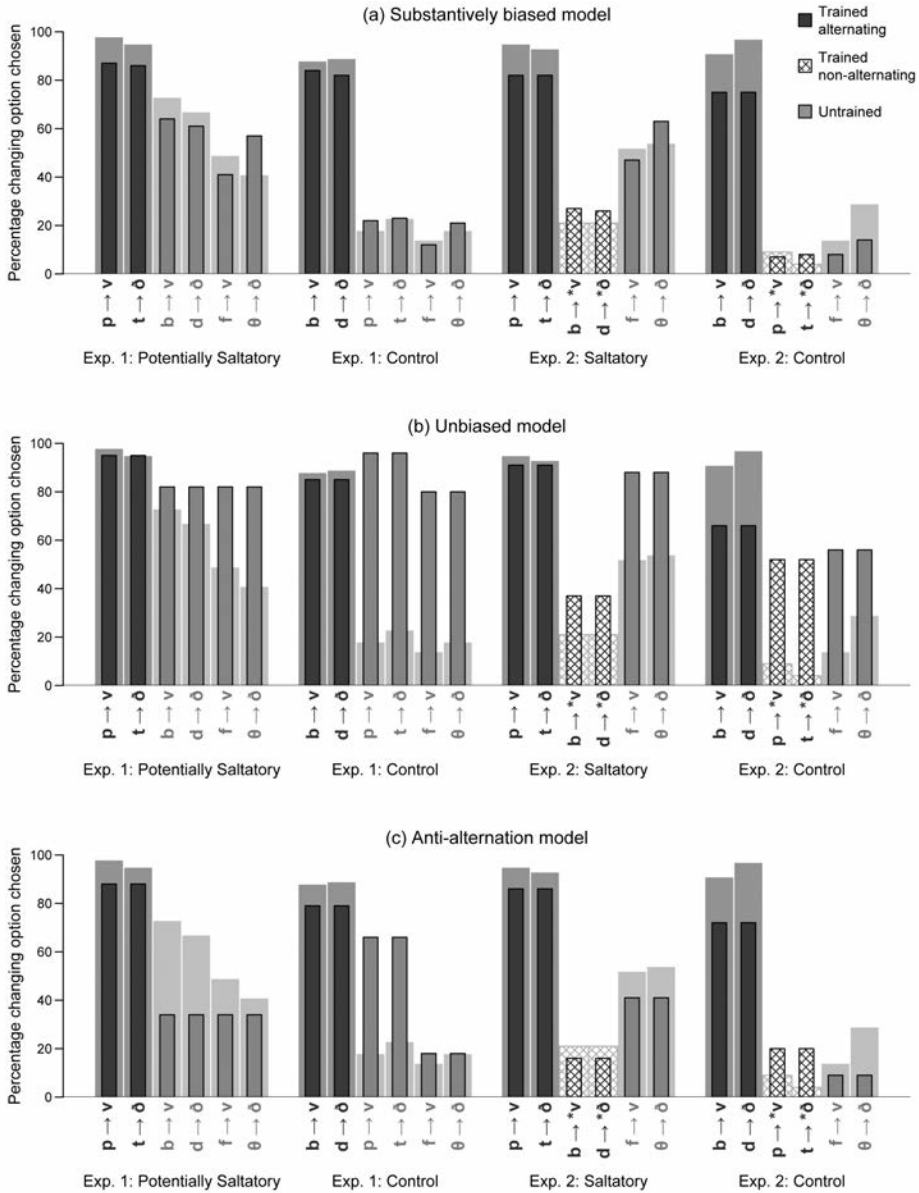 (a) Substantively biased model
Percentage changing option chosen
100
80
60
40
20
0
Trained alternating
Trained non-alternating
Untrained
p → v
t → ð
b → v
d → ð
f → v
θ → ð
b → v
d → ð
p → v
t → ð
f → v
θ → ð
p → v
t → ð
b → *v
d → *ð
f → v
θ → ð
b → v
d → ð
p → *v
t → *ð
f → v
θ → ð
Exp. 1: Potentially Saltatory
Exp. 1: Control
Exp. 2: Saltatory
Exp. 2: Control
(b) Unbiased model
Percentage changing option chosen
100
80
60
40
20
0
p → v
t → ð
b → v
d → ð
f → v
θ → ð
b → v
d → ð
p → v
t → ð
f → v
θ → ð
p → v
t → ð
b → *v
d → *ð
f → v
θ → ð
b → v
d → ð
p → *v
t → *ð
f → v
θ → ð
Exp. 1: Potentially Saltatory
Exp. 1: Control
Exp. 2: Saltatory
Exp. 2: Control
(c) Anti-alternation model
Percentage changing option chosen
100
80
60
40
20
0
p → v
t → ð
b → v
d → ð
f → v
θ → ð
b → v
d → ð
p → v
t → ð
f → v
θ → ð
p → v
t → ð
b → *v
d → *ð
f → v
θ → ð
b → v
d → ð
p → *v
t → *ð
f → v
θ → ð
Exp. 1: Potentially Saltatory
Exp. 1: Control
Exp. 2: Saltatory
Exp. 2: Control